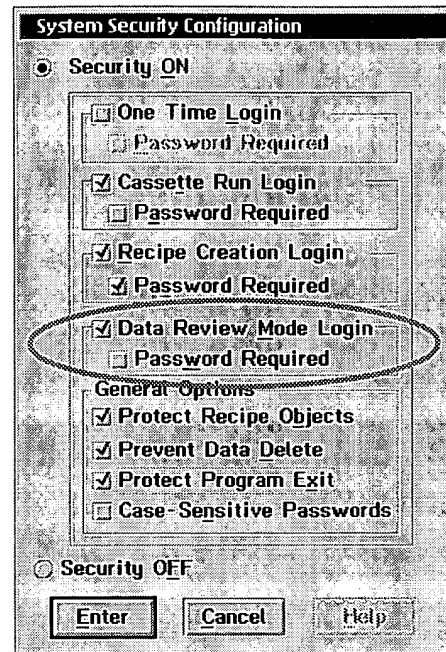 System Security Configuration
Security ON
One Time Login
Password Required
Cassette Run Login
Password Required
Recipe Creation Login
Password Required
Data Review Mode Login
Password Required
General Options
Protect Recipe Objects
Prevent Data Delete
Protect Program Exit
Case-Sensitive Passwords
Security OFF
Enter Cancel Help